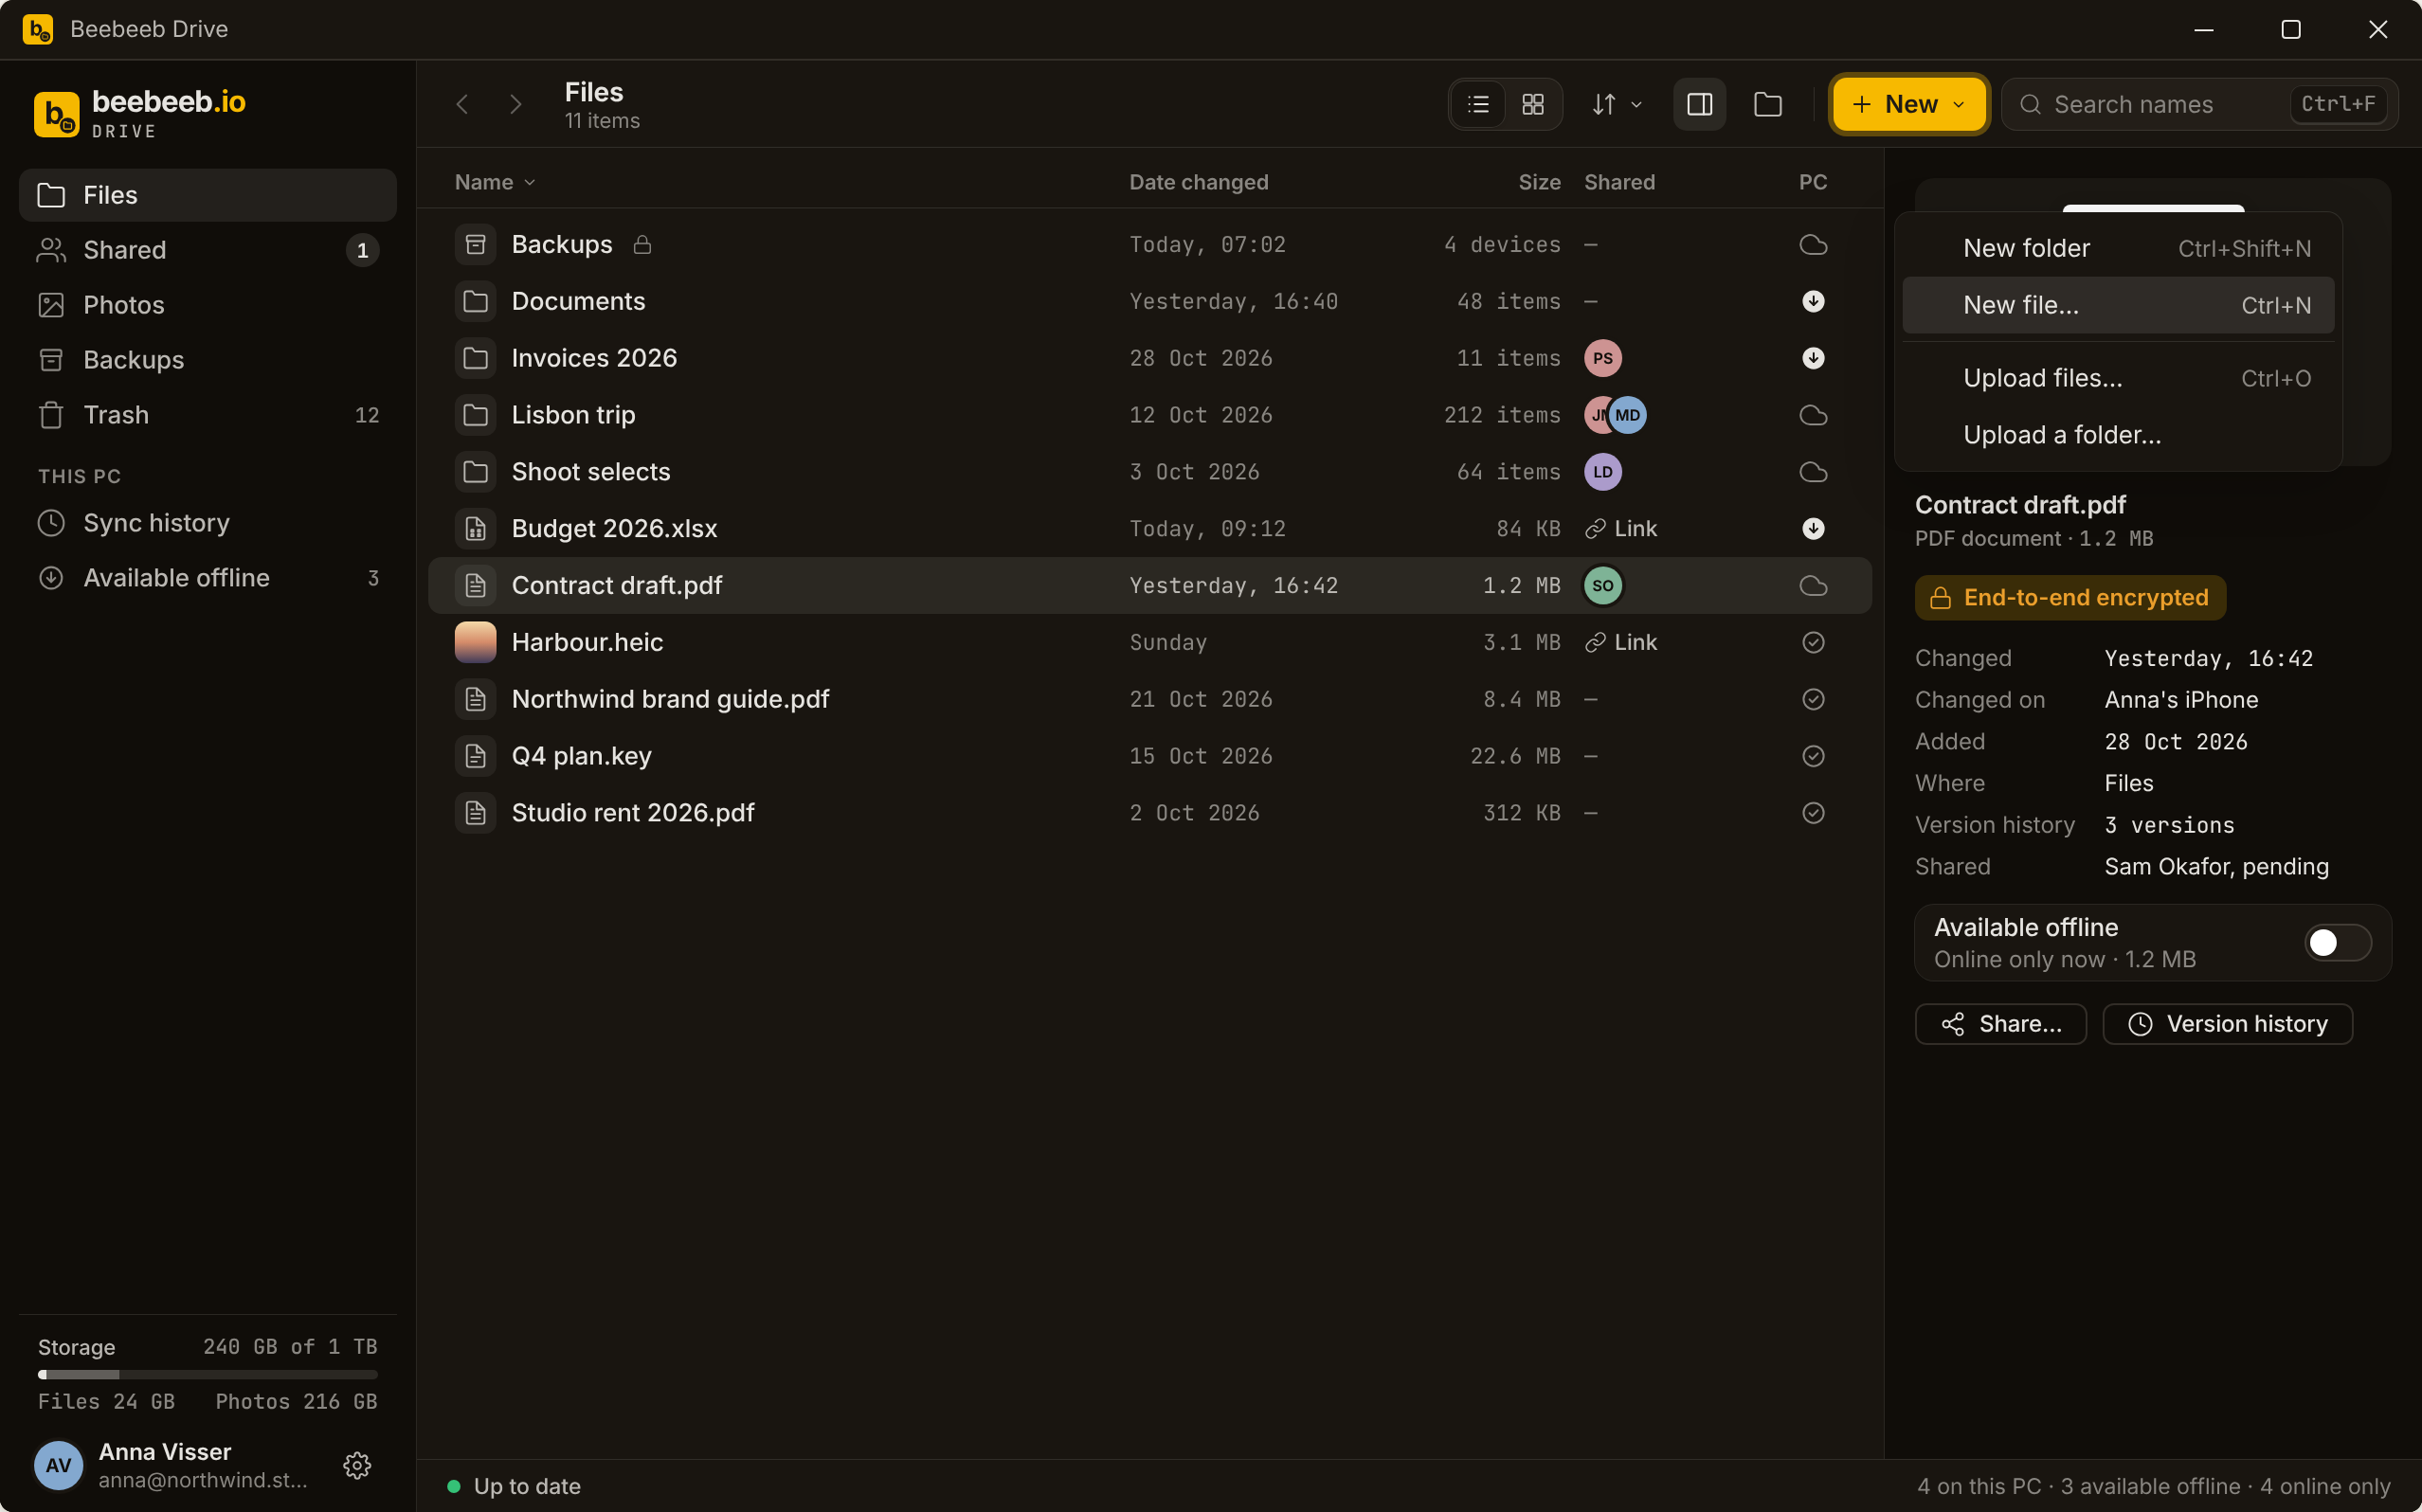 Beebeeb Drive
beebeeb.io
DRIVE
Files
Shared 1
Photos
Backups
Trash 12
THIS PC
Sync history
Available offline 3
Storage 240 GB of 1 TB
Files 24 GB Photos 216 GB
AV Anna Visser
anna@northwind.st...
Files
11 items
New
Search names Ctrl+F
Name Date changed Size Shared PC
Backups Today, 07:02 4 devices –
Documents Yesterday, 16:40 48 items –
Invoices 2026 28 Oct 2026 11 items PS
Lisbon trip 12 Oct 2026 212 items MD
Shoot selects 3 Oct 2026 64 items LD
Budget 2026.xlsx Today, 09:12 84 KB Link
Contract draft.pdf Yesterday, 16:42 1.2 MB SO
Harbour.heic Sunday 3.1 MB Link
Northwind brand guide.pdf 21 Oct 2026 8.4 MB –
Q4 plan.key 15 Oct 2026 22.6 MB –
Studio rent 2026.pdf 2 Oct 2026 312 KB –
New folder Ctrl+Shift+N
New file... Ctrl+N
Upload files... Ctrl+O
Upload a folder...
Contract draft.pdf
PDF document · 1.2 MB
End-to-end encrypted
Changed Yesterday, 16:42
Changed on Anna's iPhone
Added 28 Oct 2026
Where Files
Version history 3 versions
Shared Sam Okafor, pending
Available offline
Online only now · 1.2 MB
Share... Version history
Up to date
4 on this PC · 3 available offline · 4 online only